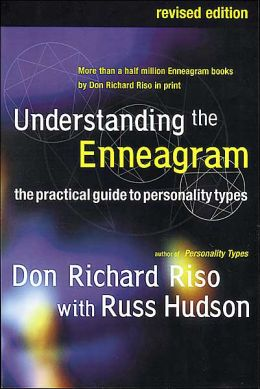 revised edition
More than a half million Enneagram books
by Don Richard Riso in print
Understanding the
Enneagram
the practical guide to personality types
author of Personality Types
Don Richard Riso
with Russ Hudson